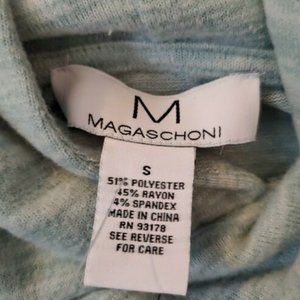 M
MAGASCHONI
S
51% POLYESTER
45% RAYON
4% SPANDEX
MADE IN CHINA
RN 93178
SEE REVERSE
FOR CARE